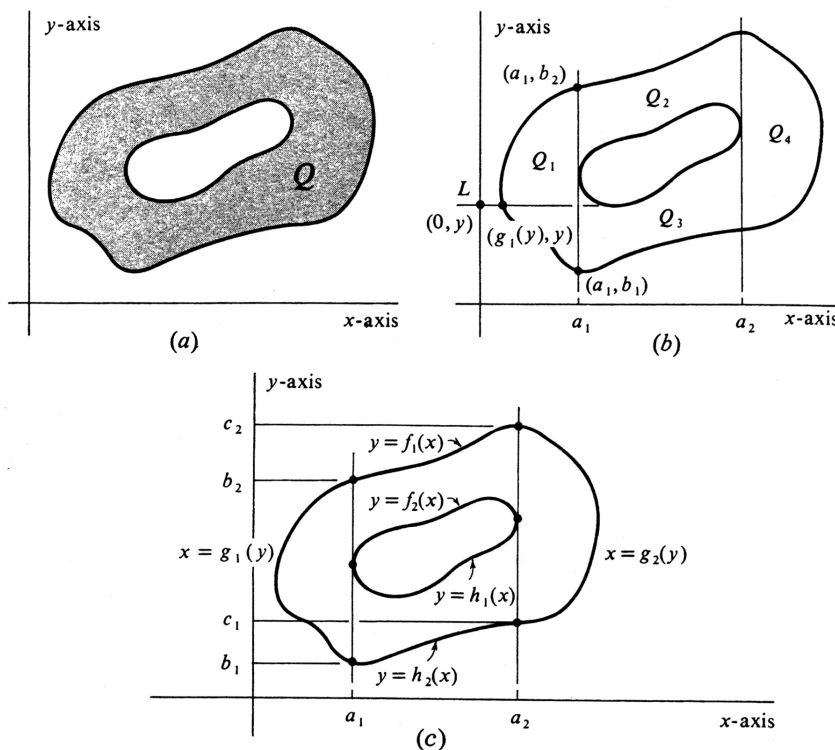 y-axis
Q
x-axis
(a)
y-axis
(a₁, b₂)
Q₂
Q₁
Q₄
L
(0, y)
(g₁(y), y)
Q₃
(a₁, b₁)
a₁
a₂
x-axis
(b)
y-axis
c₂
y = f₁(x)
b₂
y = f₂(x)
x = g₁(y)
x = g₂(y)
y = h₁(x)
c₁
b₁
y = h₂(x)
a₁
a₂
x-axis
(c)